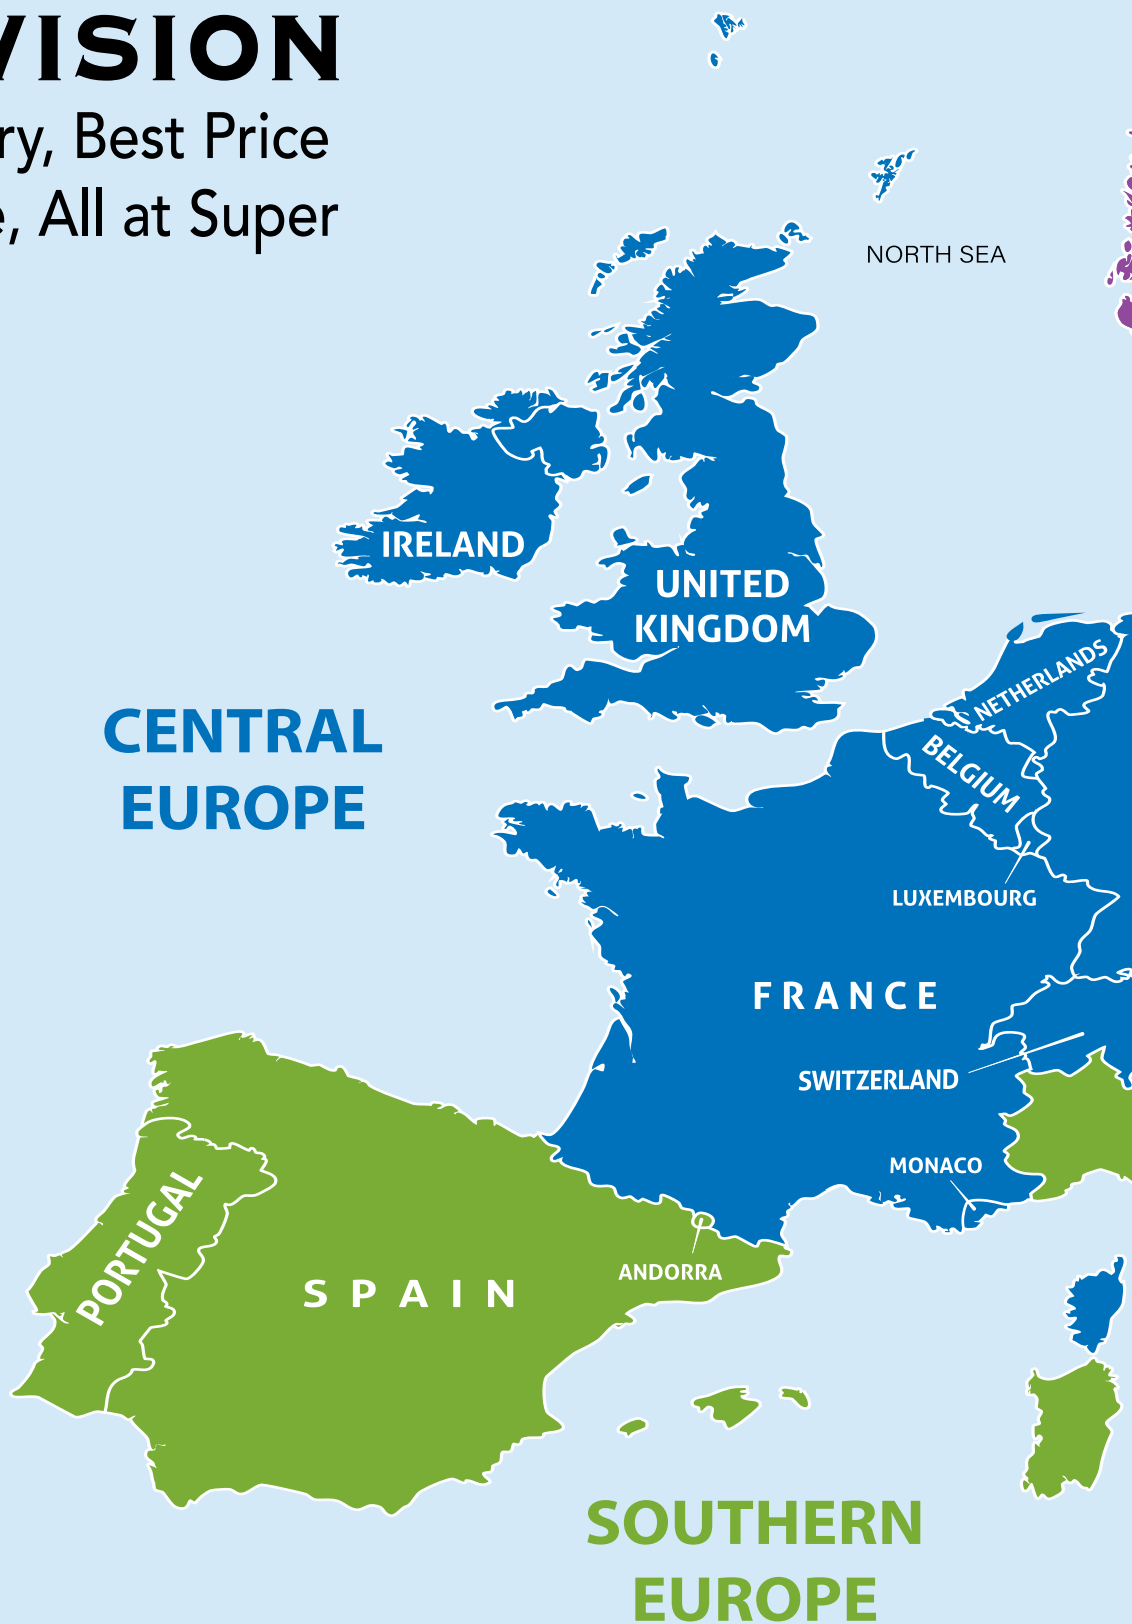 VISION
ry, Best Price
e, All at Super
NORTH SEA
IRELAND
UNITED
KINGDOM
NETHERLANDS
CENTRAL
EUROPE
BELGIUM
LUXEMBOURG
FRANCE
SWITZERLAND
MONACO
PORTUGAL
ANDORRA
SPAIN
SOUTHERN
EUROPE